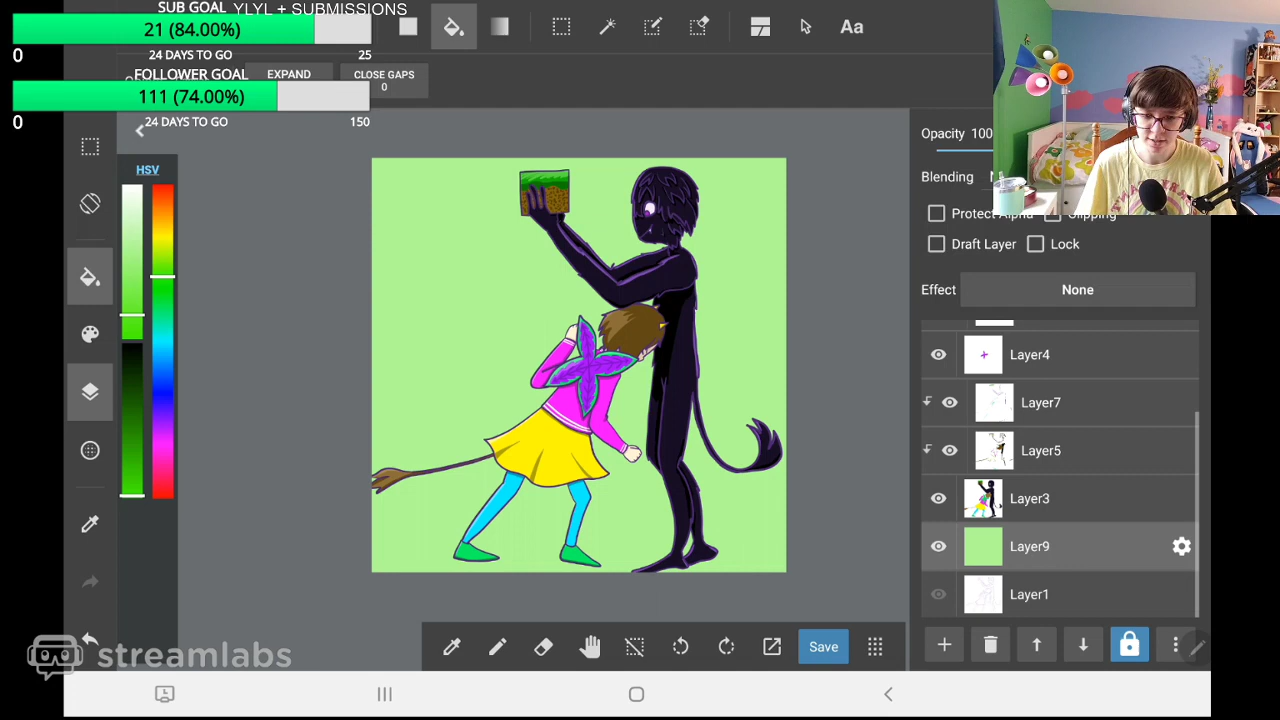 SUB GOAL YLYL + SUBMISSIONS
21 (84.00%)
0 24 DAYS TO GO 25
FOLLOWER GOAL
111 (74.00%)
0 24 DAYS TO GO 150
EXPAND
CLOSE GAPS
0
Aa
HSV
Opacity 100
Blending
Protect Alpha
Clipping
Draft Layer
Lock
Effect
None
Layer4
Layer7
Layer5
Layer3
Layer9
Layer1
Save
streamlabs